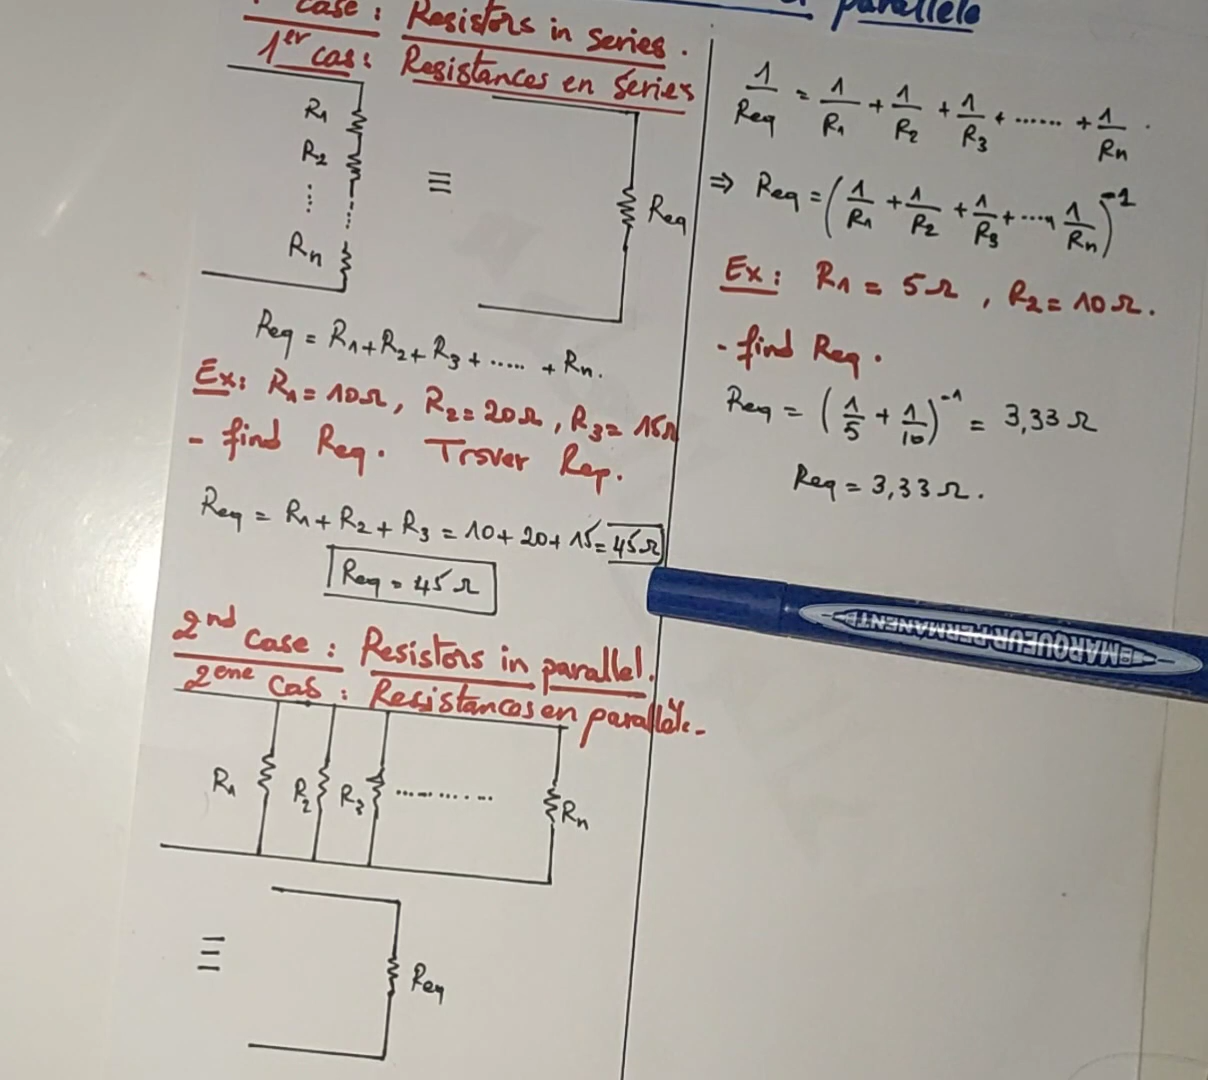 case : Resistors in series .
1er cas : Resistances en series
R1
R2
....
Rn
≡
Req
Req = R1 + R2 + R3 + ..... + Rn.
Ex: R1 = 10Ω, R2 = 20Ω, R3 = 15Ω
- find Req. Trover Rep.
Req = R1 + R2 + R3 = 10 + 20 + 15 = 45Ω
Req = 45Ω
2nd case : Resistors in parallel.
2eme cas : Resistances en parallèle.
R1 R2 R3 .......... Rn
≡
Req
parallele
1/Req = 1/R1 + 1/R2 + 1/R3 + ...... + 1/Rn .
⇒ Req = (1/R1 + 1/R2 + 1/R3 + ...., 1/Rn)^-1
Ex: R1 = 5Ω , R2 = 10Ω.
- find Req.
Req = (1/5 + 1/10)^-1 = 3,33Ω
Req = 3,33Ω.
MARQUEUR PERMANENT